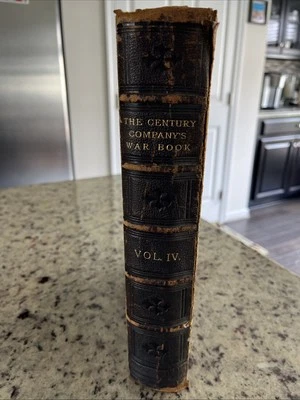 THE CENTURY
COMPANY'S
WAR BOOK
VOL. IV.